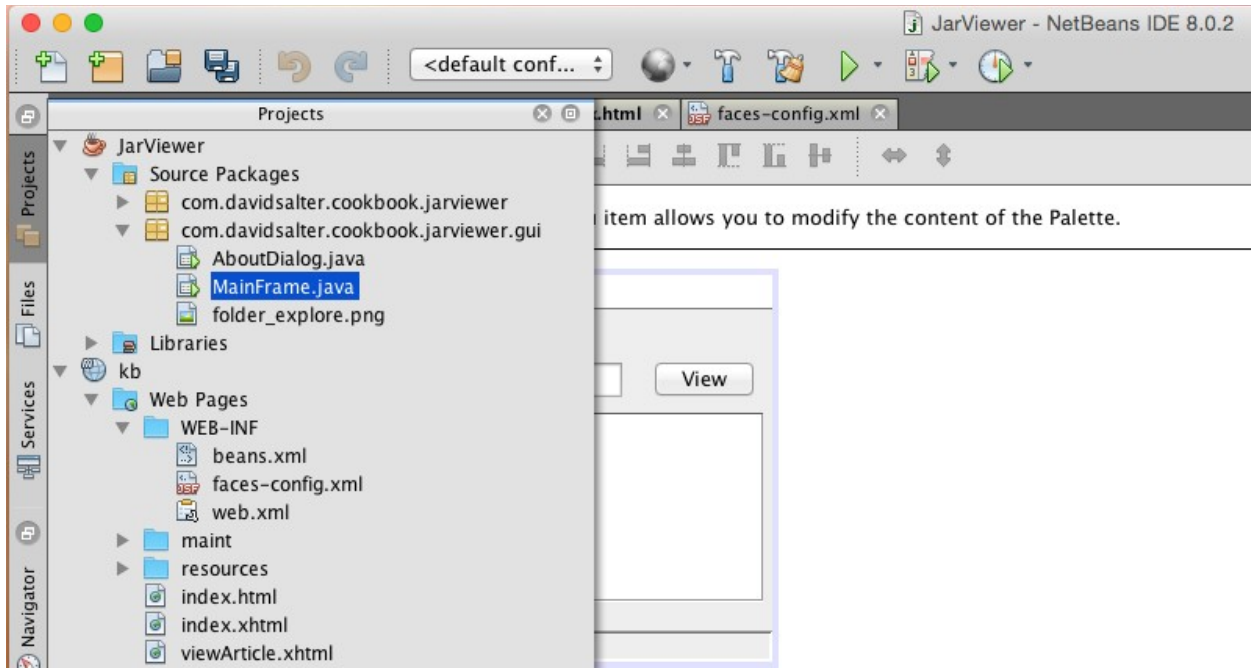 JarViewer - NetBeans IDE 8.0.2
<default conf...
Projects
.html
faces-config.xml
JarViewer
Source Packages
com.davidsalter.cookbook.jarviewer
com.davidsalter.cookbook.jarviewer.gui
AboutDialog.java
MainFrame.java
folder_explore.png
Libraries
kb
Web Pages
WEB-INF
beans.xml
faces-config.xml
web.xml
maint
resources
index.html
index.xhtml
viewArticle.xhtml
item allows you to modify the content of the Palette.
View
Projects
Files
Services
Navigator